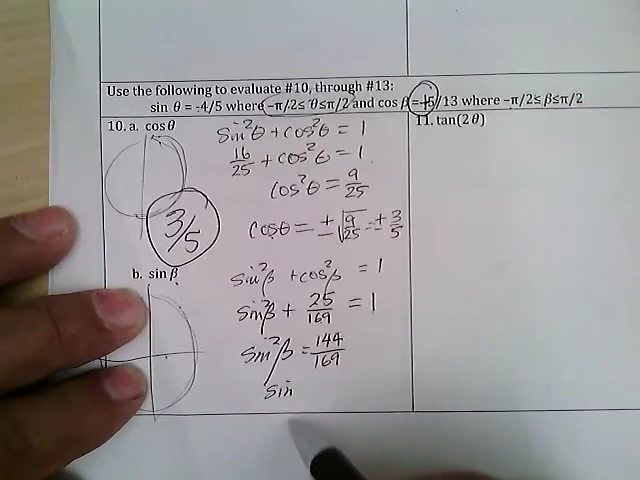 Use the following to evaluate #10, through #13:
sin θ = -4/5 where -π/2≤ θ≤π/2 and cos β =+5/13 where -π/2≤ β≤π/2
10. a. cosθ
sin²θ + cos²θ = 1
16/25 + cos²θ = 1
cos²θ = 9/25
cosθ = ± √9/25 = ± 3/5
3/5
b. sin β
sin²β + cos²β = 1
sin²β + 25/169 = 1
sin²β = 144/169
sin
11. tan(2θ)